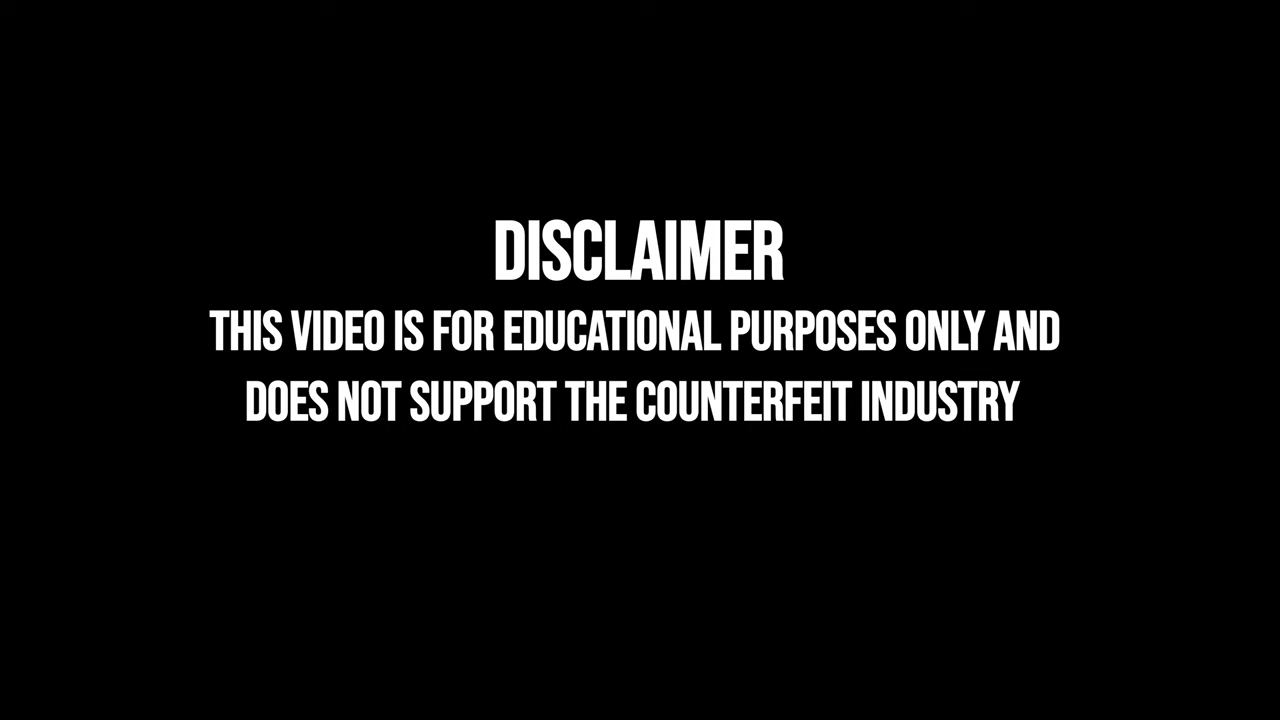 DISCLAIMER
THIS VIDEO IS FOR EDUCATIONAL PURPOSES ONLY AND
DOES NOT SUPPORT THE COUNTERFEIT INDUSTRY